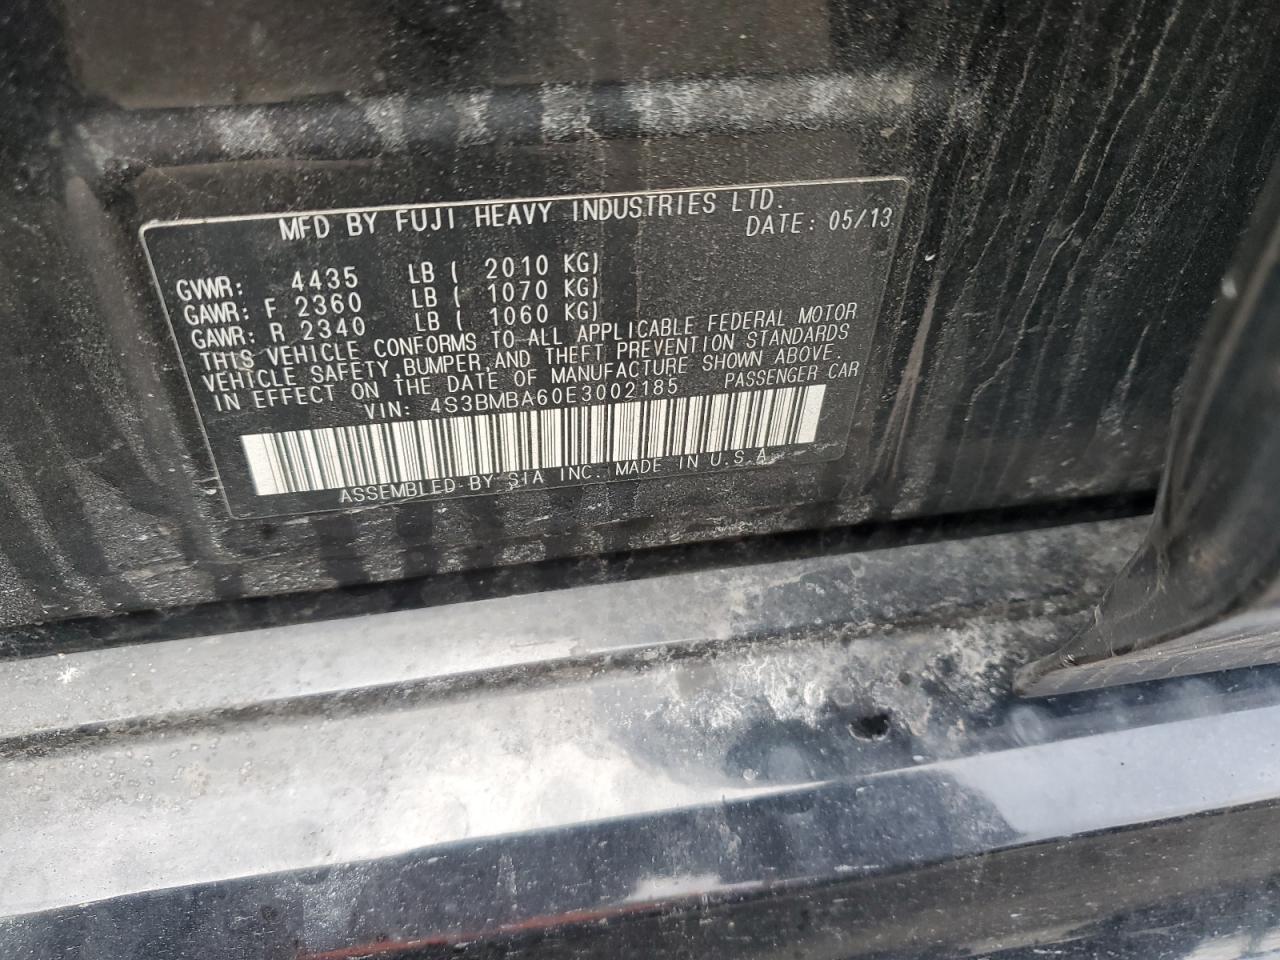 MFD BY FUJI HEAVY INDUSTRIES LTD.
DATE: 05/13
GVWR: 4435 LB ( 2010 KG)
GAWR: F 2360 LB ( 1070 KG)
GAWR: R 2340 LB ( 1060 KG)
THIS VEHICLE CONFORMS TO ALL APPLICABLE FEDERAL MOTOR
VEHICLE SAFETY,BUMPER,AND THEFT PREVENTION STANDARDS
IN EFFECT ON THE DATE OF MANUFACTURE SHOWN ABOVE.
VIN: 4S3BMBA60E3002185 PASSENGER CAR
ASSEMBLED BY SIA INC. MADE IN U.S.A.